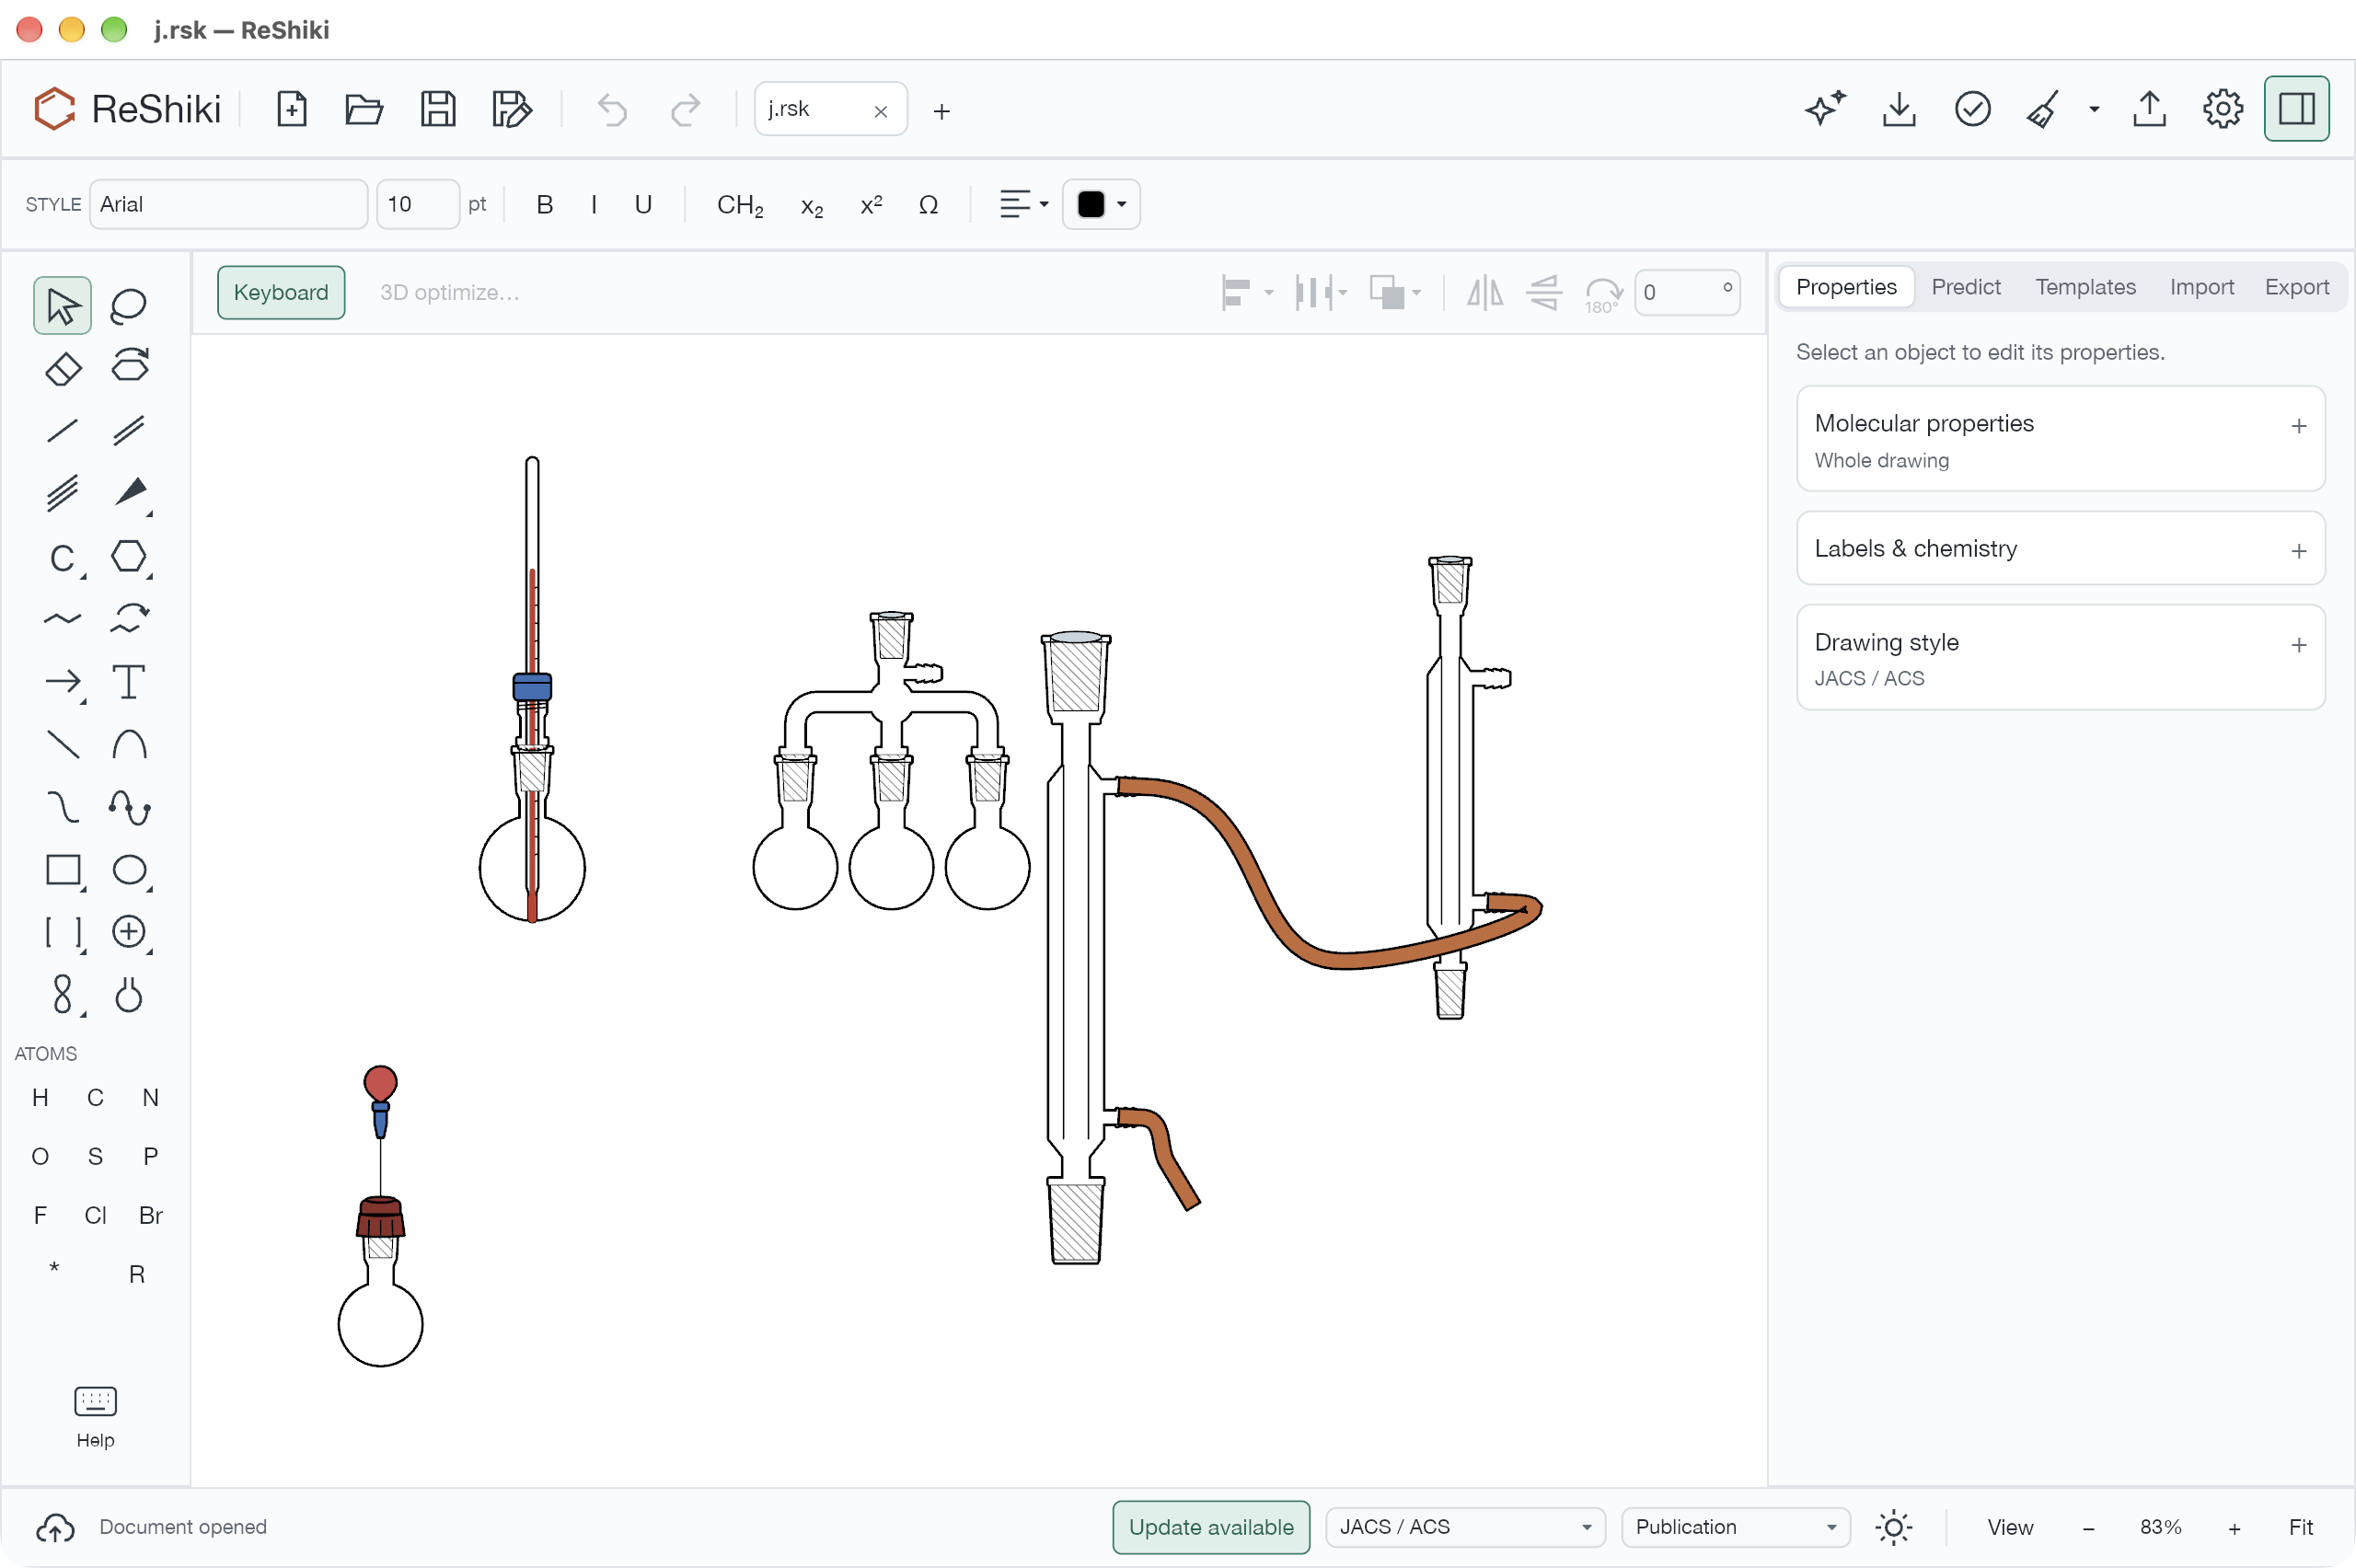 j.rsk — ReShiki
ReShiki
j.rsk
STYLE Arial 10 pt B I U CH₂ x₂ x² Ω
Keyboard 3D optimize... 180° 0 °
Properties Predict Templates Import Export
Select an object to edit its properties.
Molecular properties
Whole drawing
Labels & chemistry
Drawing style
JACS / ACS
C
T
ATOMS
H C N
O S P
F Cl Br
* R
Help
Document opened Update available JACS / ACS Publication View − 83% + Fit